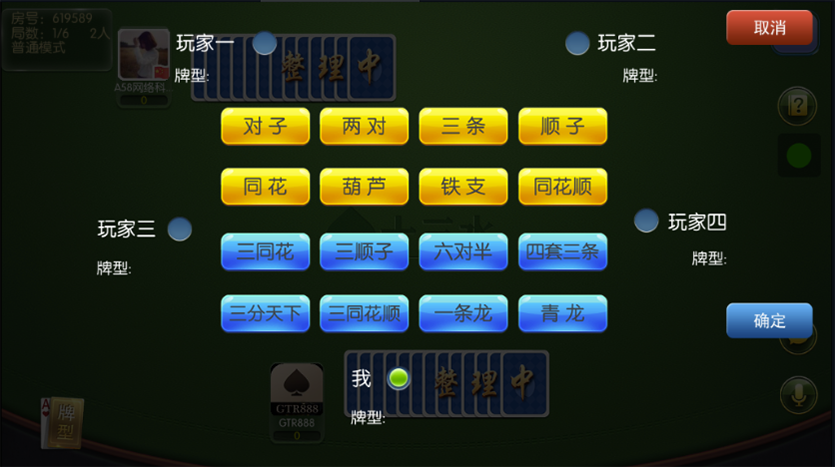 房号: 619589
局数: 1/6 2人
普通模式
玩家一
牌型:
整理中
A58网络科
0
玩家二
牌型:
取消
对子 两对 三条 顺子
同花 葫芦 铁支 同花顺
玩家三
牌型:
玩家四
牌型:
三同花 三顺子 六对半 四套三条
三分天下 三同花顺 一条龙 青龙
确定
我
牌型:
整理中
GTR888
GTR888
0
A
牌型